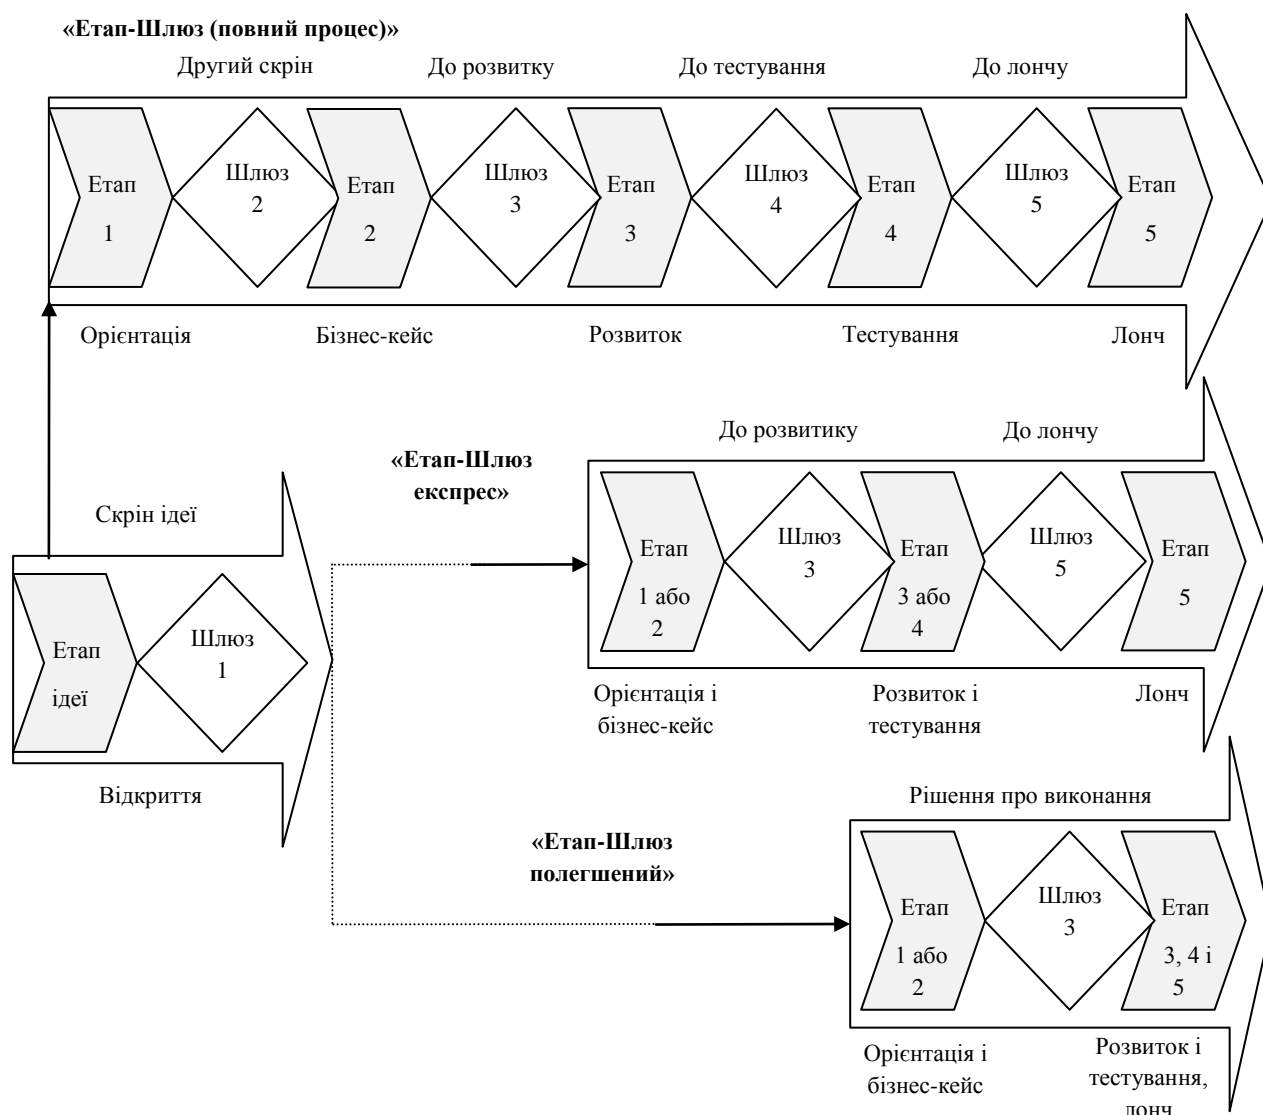 «Етап-Шлюз (повний процес)»
Другий скрін
До розвитку
До тестування
До лончу
Етап
1
Шлюз
2
Етап
2
Шлюз
3
Етап
3
Шлюз
4
Етап
4
Шлюз
5
Етап
5
Орієнтація
Бізнес-кейс
Розвиток
Тестування
Лонч
Скрін ідеї
Етап
ідеї
Шлюз
1
Відкриття
«Етап-Шлюз
експрес»
До розвитику
До лончу
Етап
1 або
2
Шлюз
3
Етап
3 або
4
Шлюз
5
Етап
5
Орієнтація і
бізнес-кейс
Розвиток і
тестування
Лонч
«Етап-Шлюз
полегшений»
Рішення про виконання
Етап
1 або
2
Шлюз
3
Етап
3, 4 і
5
Орієнтація і
бізнес-кейс
Розвиток і
тестування,
лонч